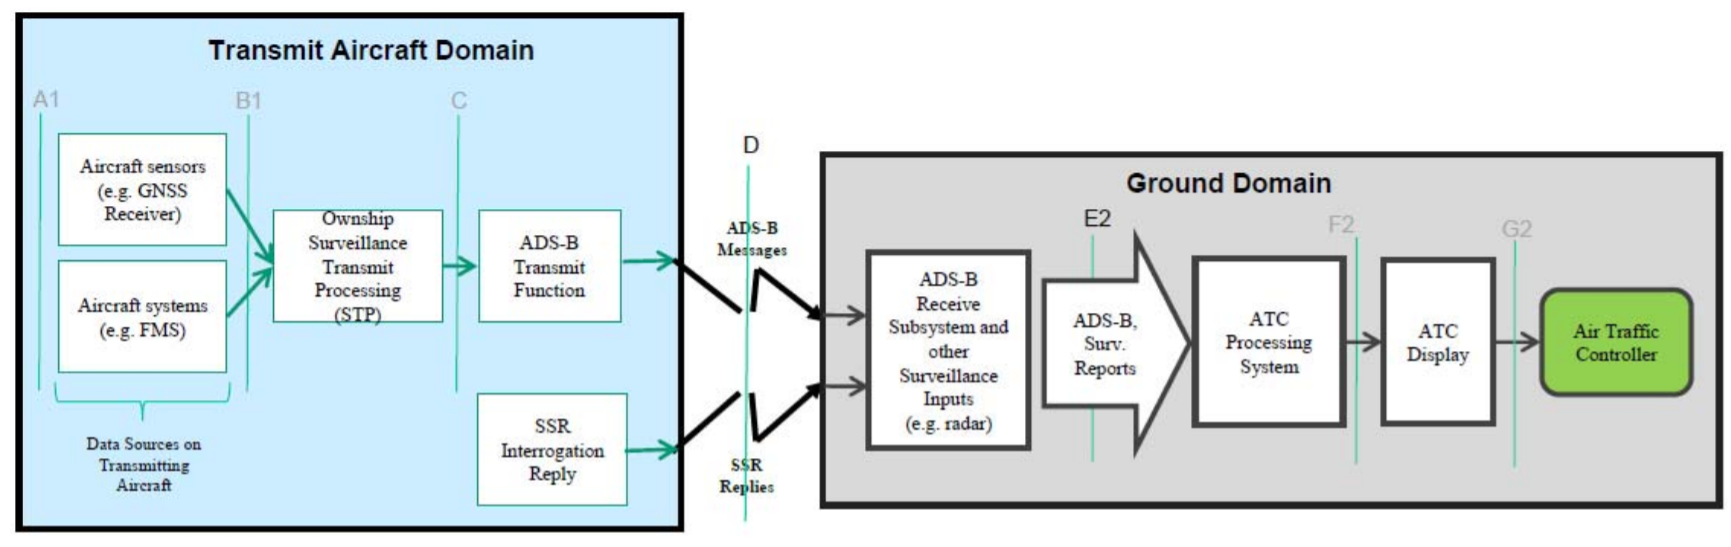 Transmit Aircraft Domain
A1
B1
C
Aircraft sensors
(e.g. GNSS
Receiver)
Aircraft systems
(e.g. FMS)
Data Sources on
Transmitting
Aircraft
Ownship
Surveillance
Transmit
Processing
(STP)
ADS-B
Transmit
Function
SSR
Interrogation
Reply
D
ADS-B
Messages
SSR
Replies
Ground Domain
E2
F2
G2
ADS-B
Receive
Subsystem and
other
Surveillance
Inputs
(e.g. radar)
ADS-B,
Surv.
Reports
ATC
Processing
System
ATC
Display
Air Traffic
Controller